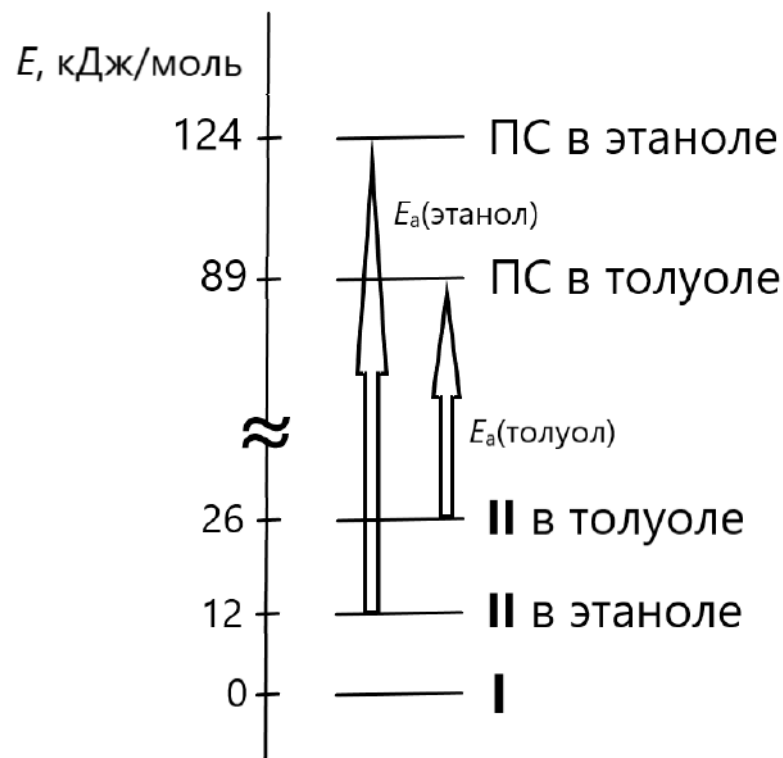 E, кДж/моль
124
ПС в этаноле
Eₐ(этанол)
89
ПС в толуоле
Eₐ(толуол)
26
II в толуоле
12
II в этаноле
0
I